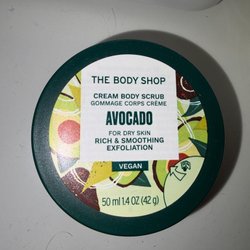 THE BODY SHOP
CREAM BODY SCRUB
GOMMAGE CORPS CRÈME
AVOCADO
FOR DRY SKIN
RICH & SMOOTHING
EXFOLIATION
VEGAN
50 ml 1.4 OZ (42 g)